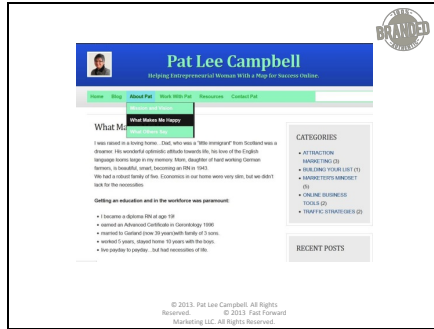 100%
BRANDED
AUTHENTIC
Pat Lee Campbell
Helping Entrepreneurial Woman With a Map for Success Online.
Home Blog About Pat Work With Pat Resources Contact Pat
Mission and Vision
What Makes Me Happy
What Others Say
What Ma
I was raised in a loving home. Dad, who was a "little immigrant" from Scotland was a
dreamer. His wonderful optimistic attitude towards life, his love of the English
language looms large in my memory. Mom, daughter of hard working German
farmers, is beautiful, smart, becoming an RN in 1943.
We had a robust family of five. Economics in our home were very slim, but we didn't
lack for the necessities.
Getting an education and in the workforce was paramount:
• I became a diploma RN at age 19!
• earned an Advanced Certificate in Gerontology 1996
• married to Garland (now 39 years)with family of 3 sons.
• worked 5 years, stayed home 10 years with the boys.
• live payday to payday...but had necessities of life.
CATEGORIES
• ATTRACTION
MARKETING (3)
• BUILDING YOUR LIST (1)
• MARKETER'S MINDSET
(5)
• ONLINE BUSINESS
TOOLS (2)
• TRAFFIC STRATEGIES (2)
RECENT POSTS
© 2013. Pat Lee Campbell. All Rights
Reserved. © 2013 Fast Forward
Marketing LLC. All Rights Reserved.